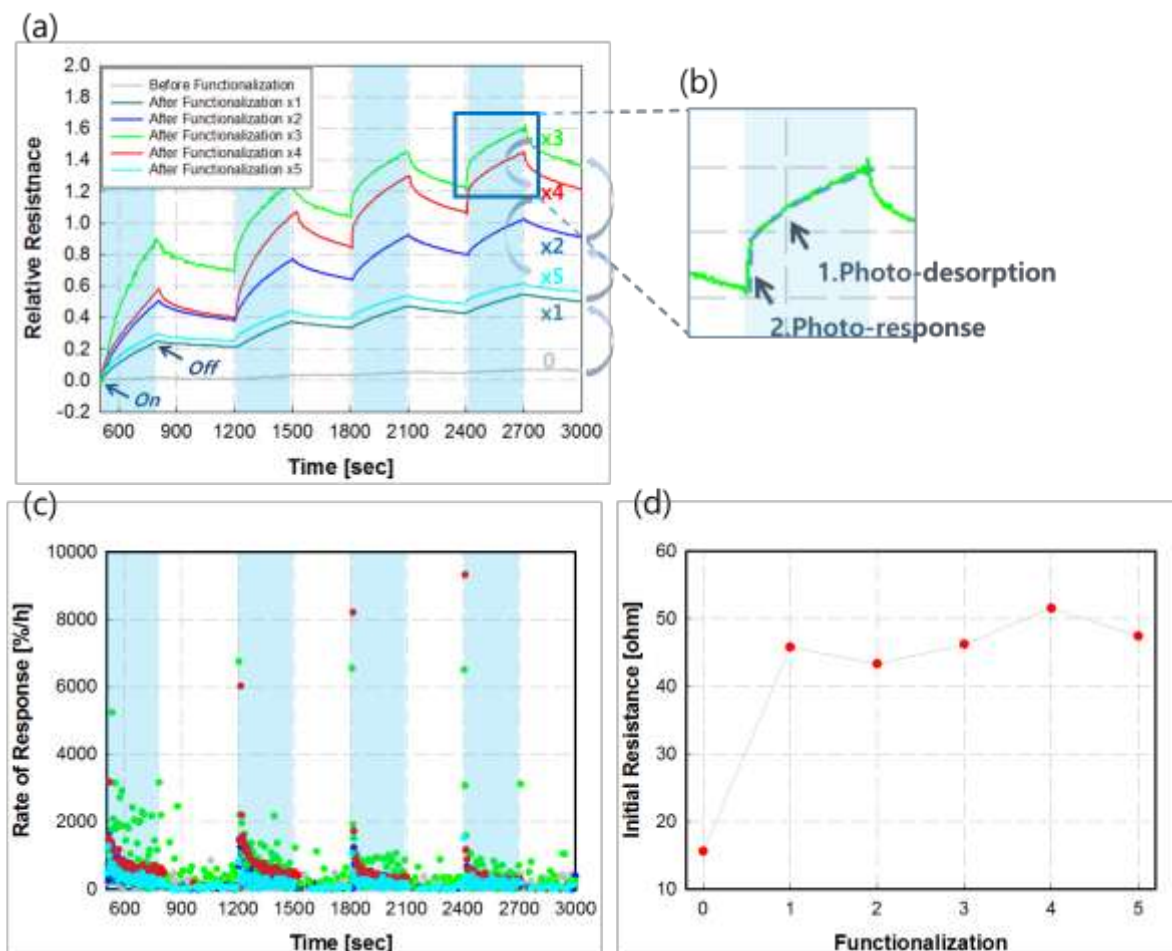 (a)
2.0
1.8
1.6
1.4
1.2
1.0
0.8
0.6
0.4
0.2
0.0
-0.2
Relative Resistnace
Before Functionalization
After Functionalization x1
After Functionalization x2
After Functionalization x3
After Functionalization x4
After Functionalization x5
x3
x4
x2
x5
x1
0
On
Off
600 900 1200 1500 1800 2100 2400 2700 3000
Time [sec]
(b)
1.Photo-desorption
2.Photo-response
(c)
10000
8000
6000
4000
2000
0
Rate of Response [%/h]
600 900 1200 1500 1800 2100 2400 2700 3000
Time [sec]
(d)
60
50
40
30
20
10
Initial Resistance [ohm]
0 1 2 3 4 5
Functionalization